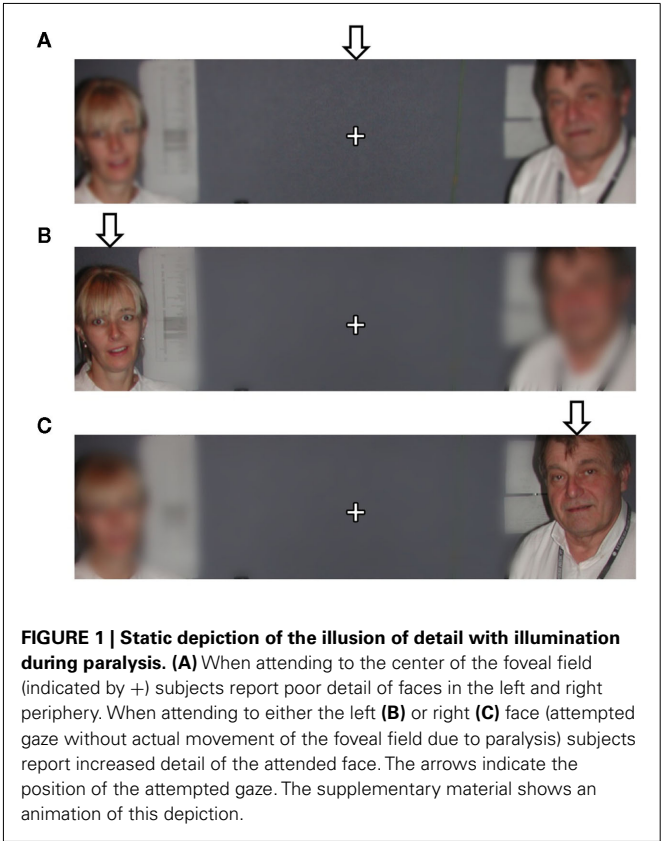 A
B
C
FIGURE 1 | Static depiction of the illusion of detail with illumination
during paralysis. (A) When attending to the center of the foveal field
(indicated by +) subjects report poor detail of faces in the left and right
periphery. When attending to either the left (B) or right (C) face (attempted
gaze without actual movement of the foveal field due to paralysis) subjects
report increased detail of the attended face. The arrows indicate the
position of the attempted gaze. The supplementary material shows an
animation of this depiction.